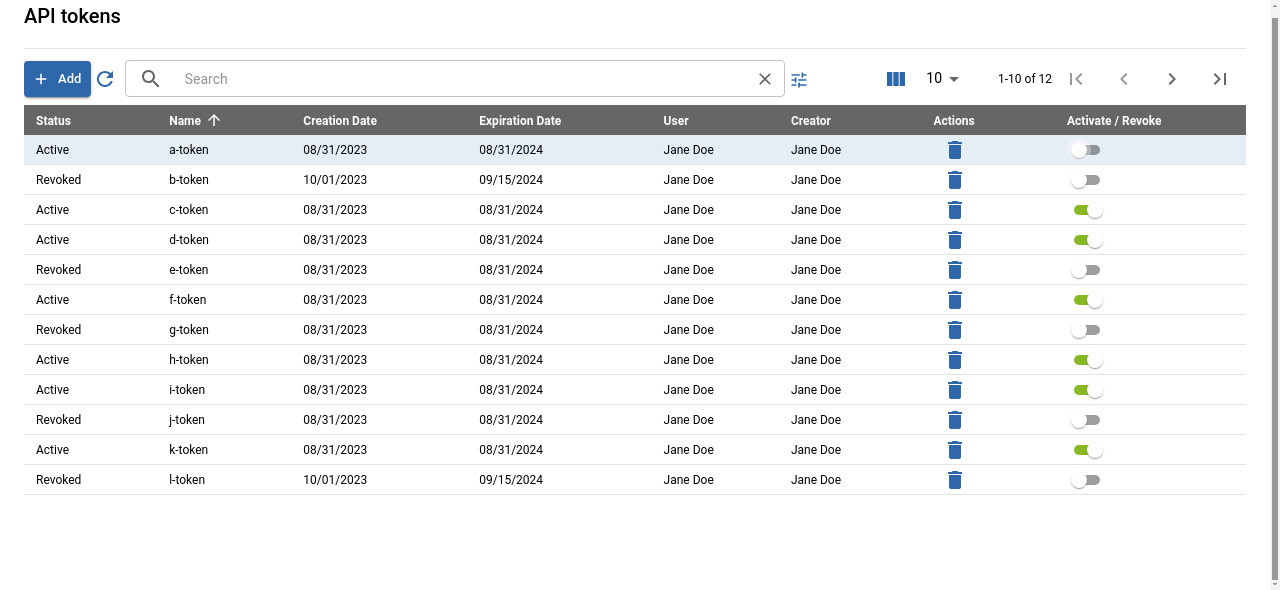 API tokens
Add Search 10 1-10 of 12
Status Name Creation Date Expiration Date User Creator Actions Activate / Revoke
Active a-token 08/31/2023 08/31/2024 Jane Doe Jane Doe
Revoked b-token 10/01/2023 09/15/2024 Jane Doe Jane Doe
Active c-token 08/31/2023 08/31/2024 Jane Doe Jane Doe
Active d-token 08/31/2023 08/31/2024 Jane Doe Jane Doe
Revoked e-token 08/31/2023 08/31/2024 Jane Doe Jane Doe
Active f-token 08/31/2023 08/31/2024 Jane Doe Jane Doe
Revoked g-token 08/31/2023 08/31/2024 Jane Doe Jane Doe
Active h-token 08/31/2023 08/31/2024 Jane Doe Jane Doe
Active i-token 08/31/2023 08/31/2024 Jane Doe Jane Doe
Revoked j-token 08/31/2023 08/31/2024 Jane Doe Jane Doe
Active k-token 08/31/2023 08/31/2024 Jane Doe Jane Doe
Revoked l-token 10/01/2023 09/15/2024 Jane Doe Jane Doe